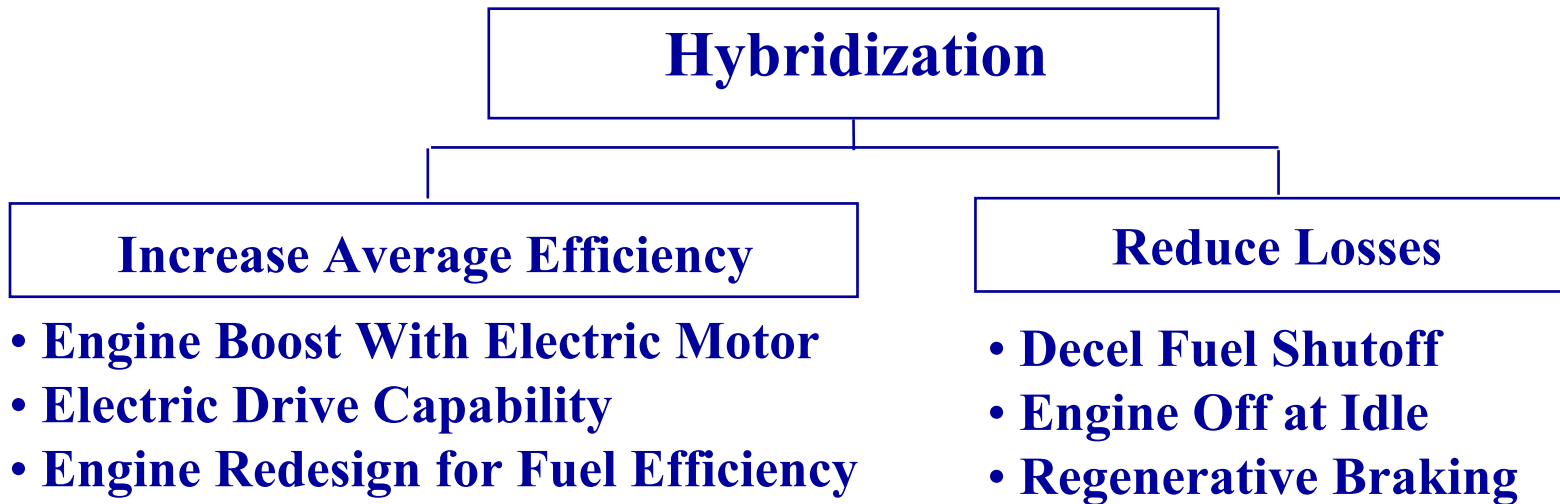 Hybridization
Increase Average Efficiency
• Engine Boost With Electric Motor
• Electric Drive Capability
• Engine Redesign for Fuel Efficiency
Reduce Losses
• Decel Fuel Shutoff
• Engine Off at Idle
• Regenerative Braking